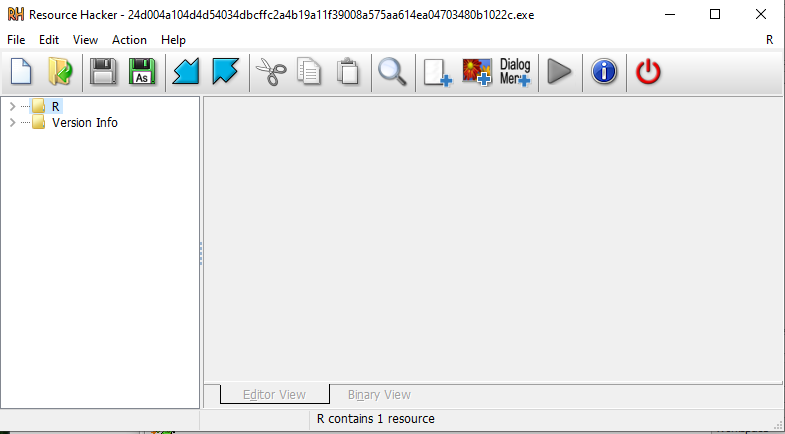 RH Resource Hacker - 24d004a104d4d54034dbcffc2a4b19a11f39008a575aa614ea04703480b1022c.exe
File Edit View Action Help R
As Dialog
Menu
R
Version Info
Editor View Binary View
R contains 1 resource